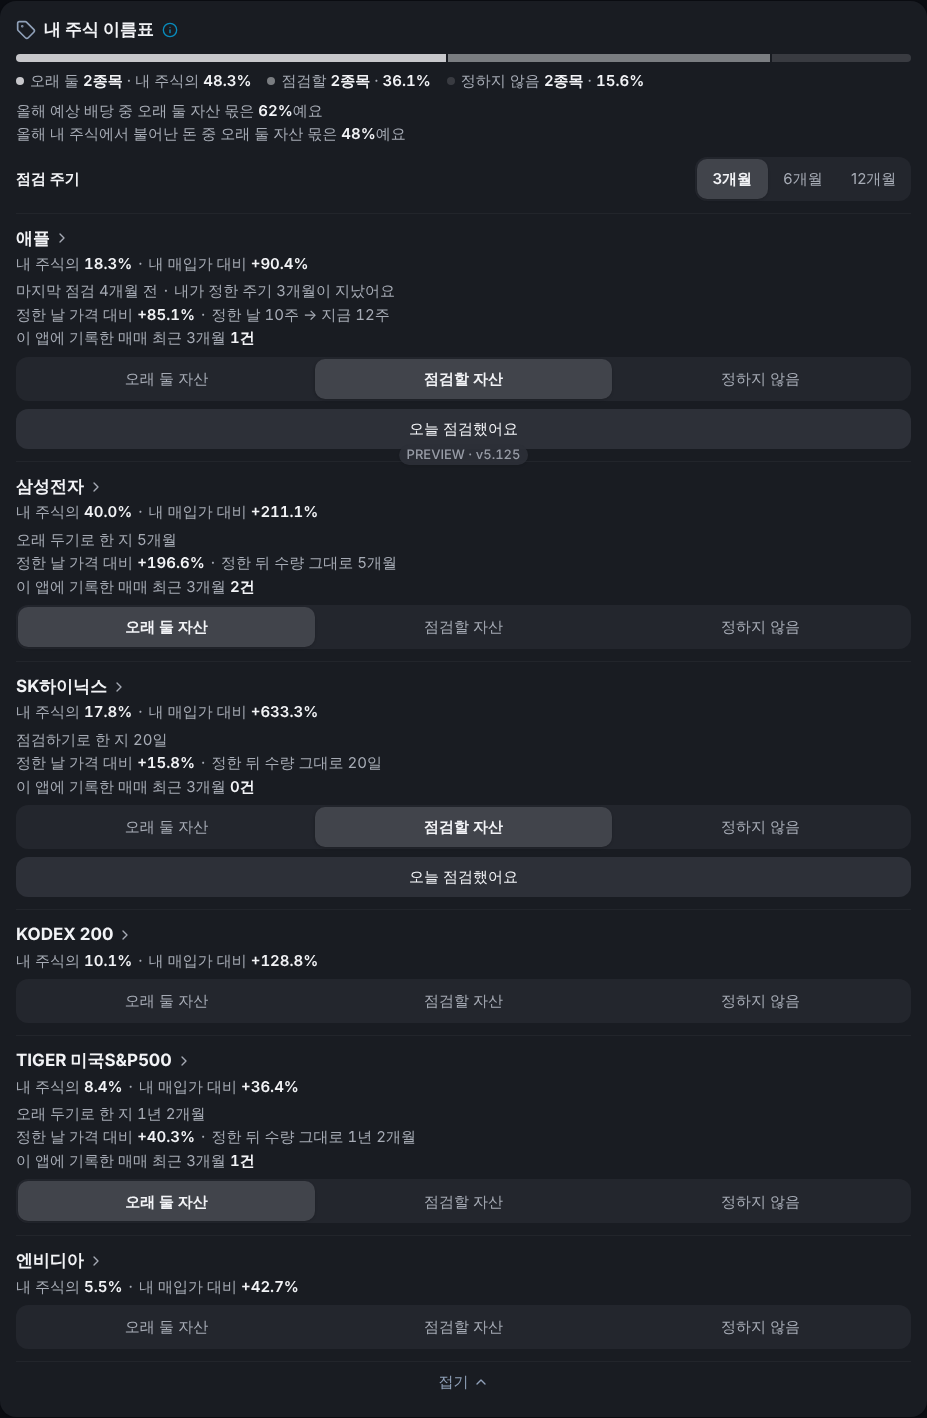 내 주식 이름표
오래 둘 2종목 · 내 주식의 48.3% 점검할 2종목 · 36.1% 정하지 않음 2종목 · 15.6%
올해 예상 배당 중 오래 둘 자산 몫은 62%예요
올해 내 주식에서 불어난 돈 중 오래 둘 자산 몫은 48%예요
점검 주기 3개월 6개월 12개월
애플
내 주식의 18.3% · 내 매입가 대비 +90.4%
마지막 점검 4개월 전 · 내가 정한 주기 3개월이 지났어요
정한 날 가격 대비 +85.1% · 정한 날 10주 → 지금 12주
이 앱에 기록한 매매 최근 3개월 1건
오래 둘 자산 점검할 자산 정하지 않음
오늘 점검했어요
PREVIEW · v5.125
삼성전자
내 주식의 40.0% · 내 매입가 대비 +211.1%
오래 두기로 한 지 5개월
정한 날 가격 대비 +196.6% · 정한 뒤 수량 그대로 5개월
이 앱에 기록한 매매 최근 3개월 2건
오래 둘 자산 점검할 자산 정하지 않음
SK하이닉스
내 주식의 17.8% · 내 매입가 대비 +633.3%
점검하기로 한 지 20일
정한 날 가격 대비 +15.8% · 정한 뒤 수량 그대로 20일
이 앱에 기록한 매매 최근 3개월 0건
오래 둘 자산 점검할 자산 정하지 않음
오늘 점검했어요
KODEX 200
내 주식의 10.1% · 내 매입가 대비 +128.8%
오래 둘 자산 점검할 자산 정하지 않음
TIGER 미국S&P500
내 주식의 8.4% · 내 매입가 대비 +36.4%
오래 두기로 한 지 1년 2개월
정한 날 가격 대비 +40.3% · 정한 뒤 수량 그대로 1년 2개월
이 앱에 기록한 매매 최근 3개월 1건
오래 둘 자산 점검할 자산 정하지 않음
엔비디아
내 주식의 5.5% · 내 매입가 대비 +42.7%
오래 둘 자산 점검할 자산 정하지 않음
접기